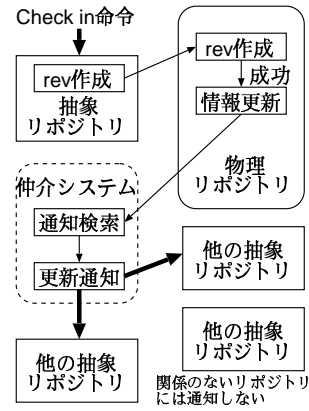 Check in命令
rev作成
抽象
リポジトリ
rev作成
成功
情報更新
物理
リポジトリ
仲介システム
通知検索
更新通知
他の抽象
リポジトリ
他の抽象
リポジトリ
他の抽象
リポジトリ
関係のないリポジトリ
には通知しない